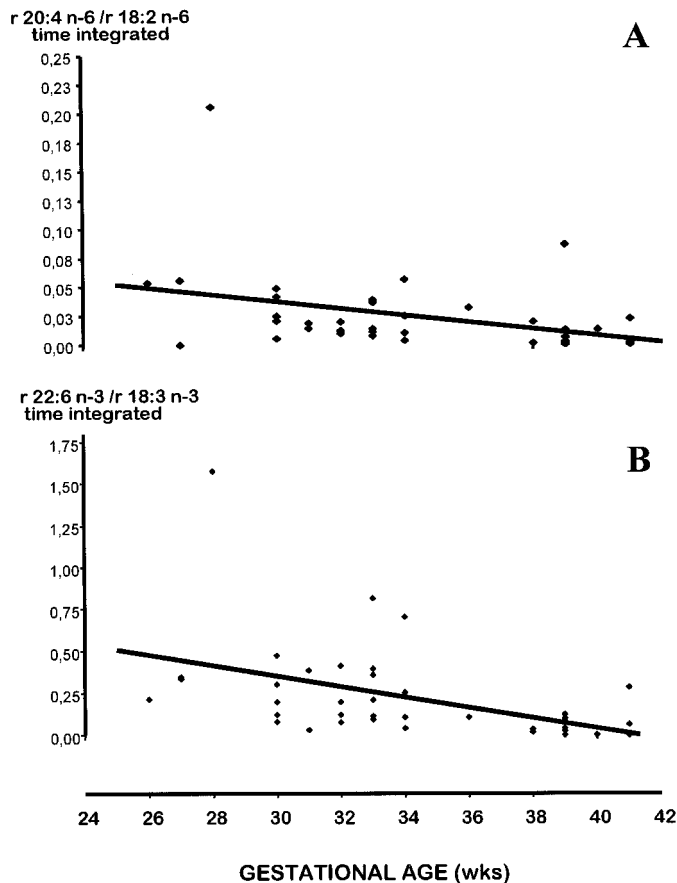 r 20:4 n-6 /r 18:2 n-6
time integrated
A
0,25
0,23
0,20
0,18
0,15
0,13
0,10
0,08
0,05
0,03
0,00
r 22:6 n-3 /r 18:3 n-3
time integrated
B
1,75
1,50
1,25
1,00
0,75
0,50
0,25
0,00
24 26 28 30 32 34 36 38 40 42
GESTATIONAL AGE (wks)